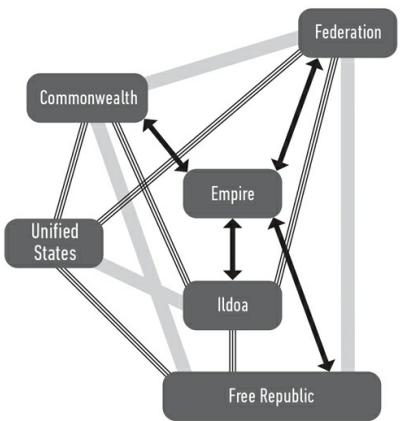 Federation
Commonwealth
Empire
Unified
States
Ildoa
Free Republic